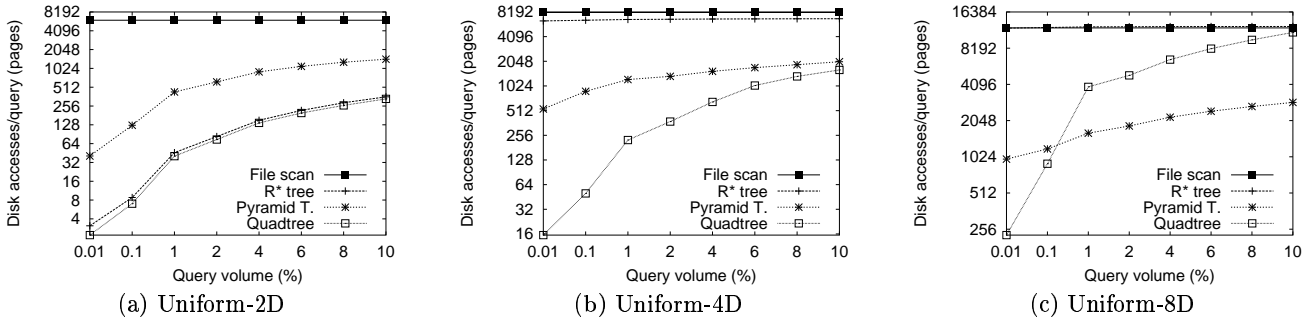 Disk accesses/query (pages)
8192
4096
2048
1024
512
256
128
64
32
16
8
4
File scan
R* tree
Pyramid T.
Quadtree
0.01 0.1 1 2 4 6 8 10
Query volume (%)
(a) Uniform-2D
Disk accesses/query (pages)
8192
4096
2048
1024
512
256
128
64
32
16
File scan
R* tree
Pyramid T.
Quadtree
0.01 0.1 1 2 4 6 8 10
Query volume (%)
(b) Uniform-4D
Disk accesses/query (pages)
16384
8192
4096
2048
1024
512
256
File scan
R* tree
Pyramid T.
Quadtree
0.01 0.1 1 2 4 6 8 10
Query volume (%)
(c) Uniform-8D